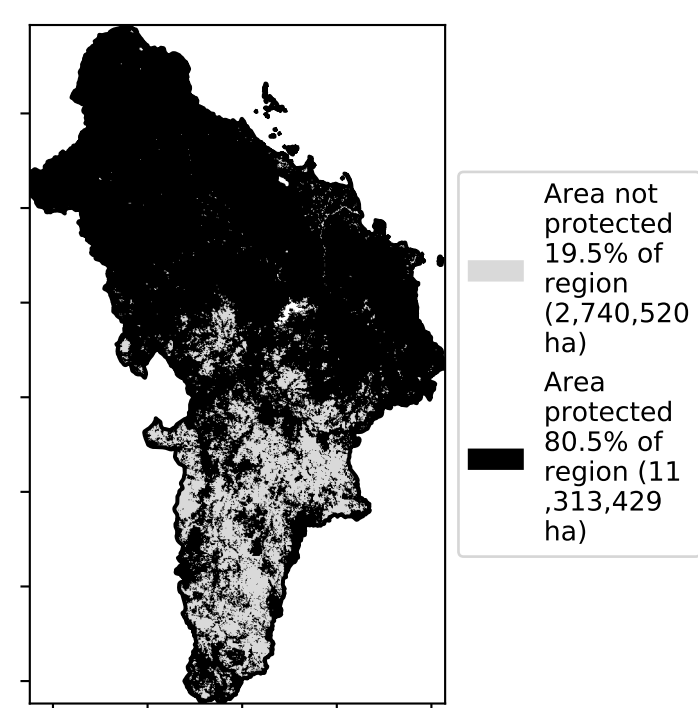 Area not
protected
19.5% of
region
(2,740,520
ha)
Area
protected
80.5% of
region (11
,313,429
ha)